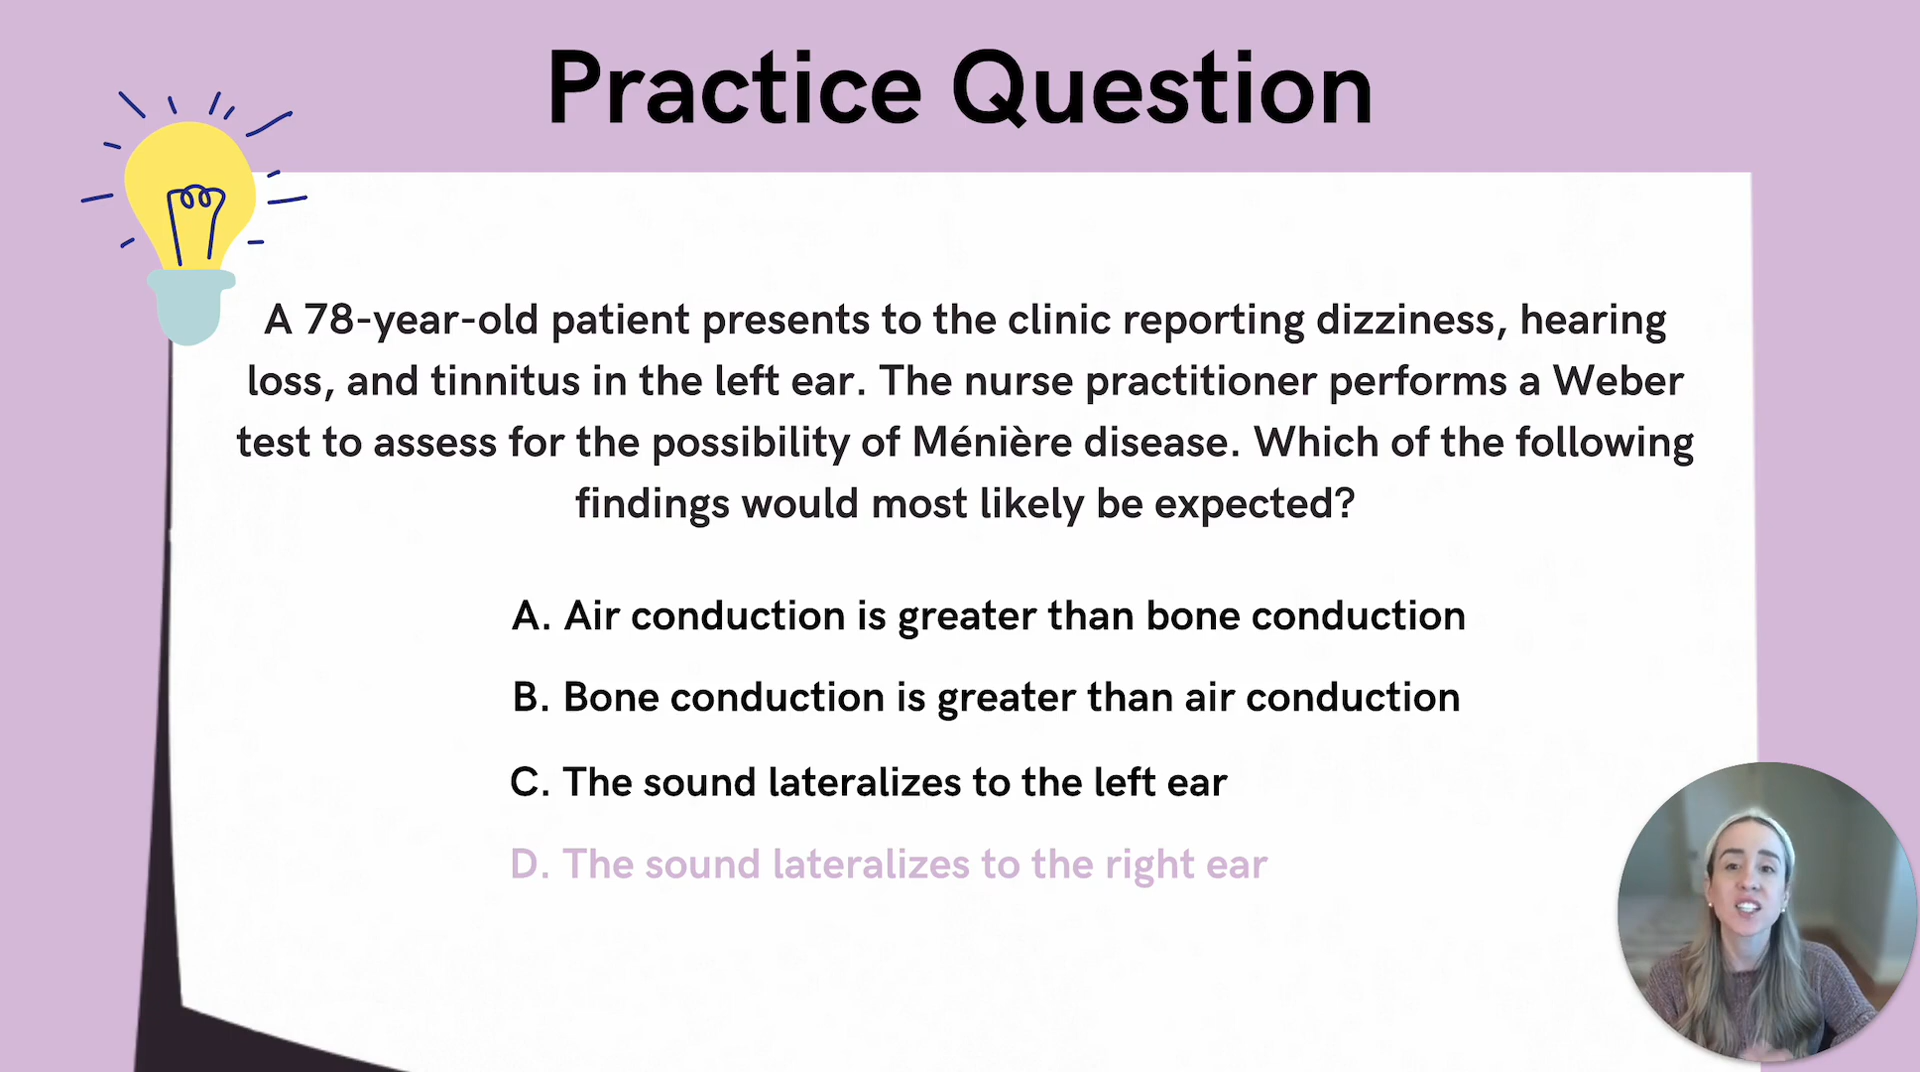 Practice Question
A 78-year-old patient presents to the clinic reporting dizziness, hearing
loss, and tinnitus in the left ear. The nurse practitioner performs a Weber
test to assess for the possibility of Ménière disease. Which of the following
findings would most likely be expected?
A. Air conduction is greater than bone conduction
B. Bone conduction is greater than air conduction
C. The sound lateralizes to the left ear
D. The sound lateralizes to the right ear